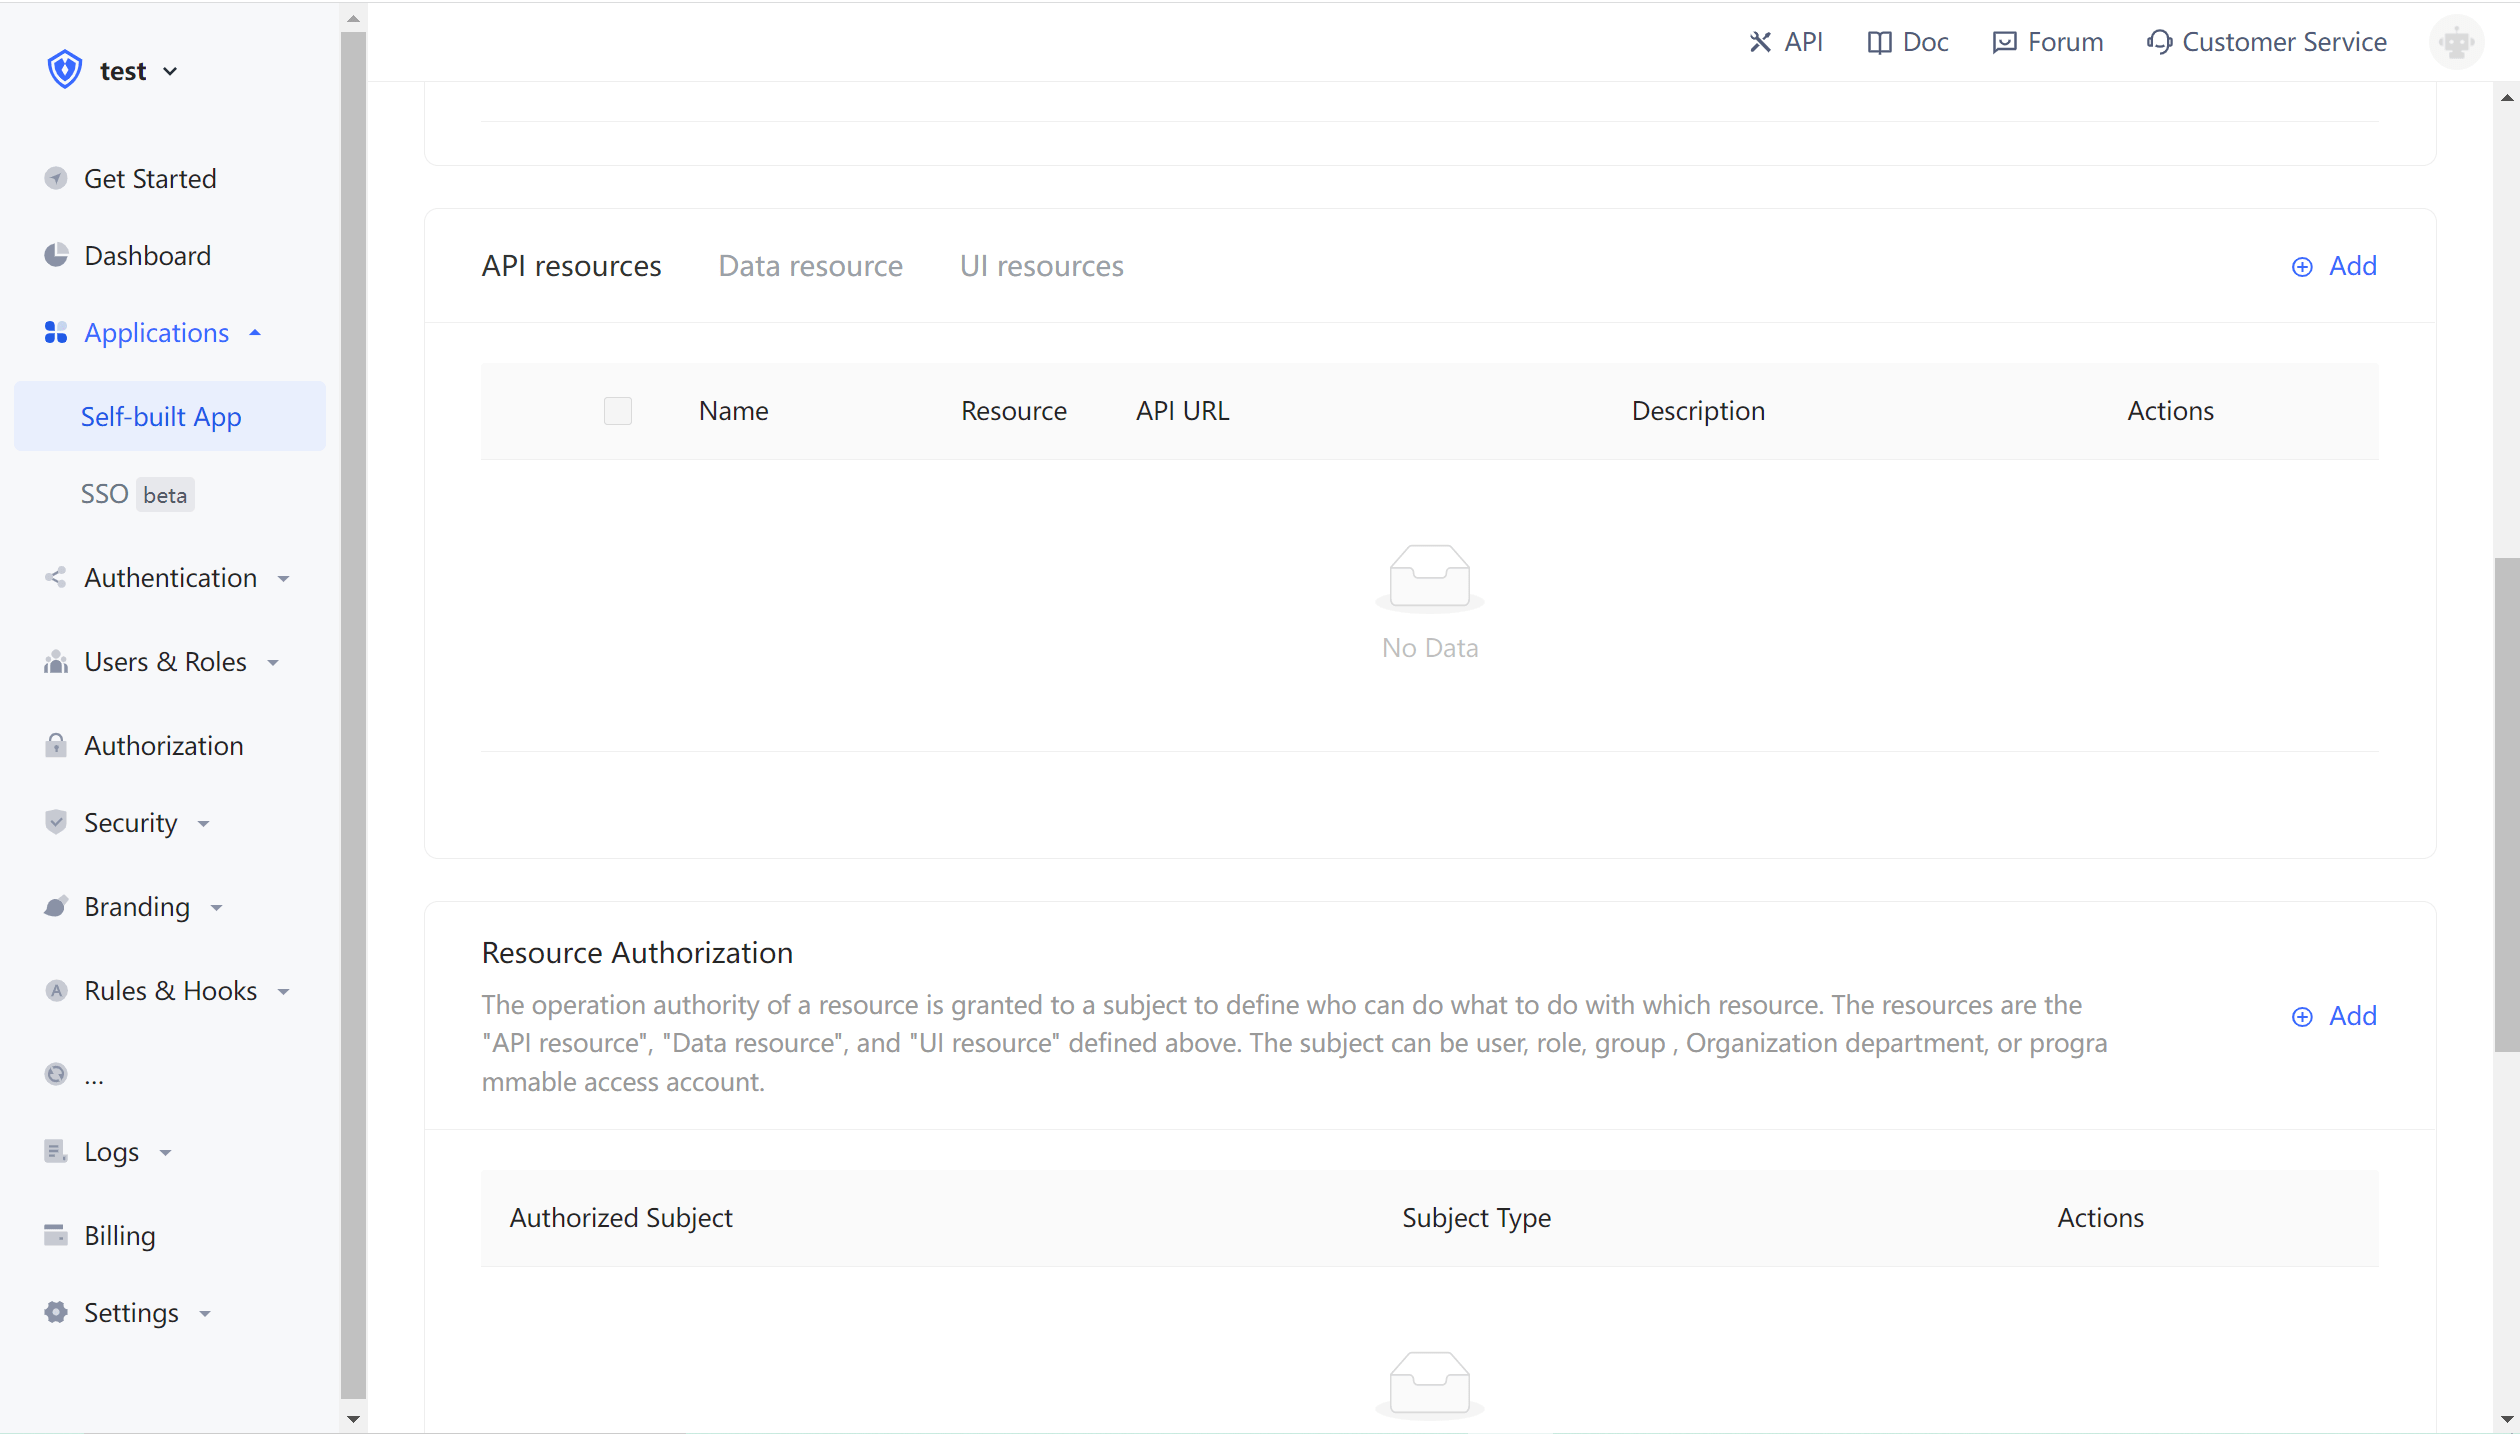 test
API
Doc
Forum
Customer Service
Get Started
Dashboard
Applications
Self-built App
SSO beta
Authentication
Users & Roles
Authorization
Security
Branding
Rules & Hooks
...
Logs
Billing
Settings
API resources
Data resource
UI resources
Add
Name
Resource
API URL
Description
Actions
No Data
Resource Authorization
The operation authority of a resource is granted to a subject to define who can do what to do with which resource. The resources are the
"API resource", "Data resource", and "UI resource" defined above. The subject can be user, role, group , Organization department, or progra
mmable access account.
Add
Authorized Subject
Subject Type
Actions